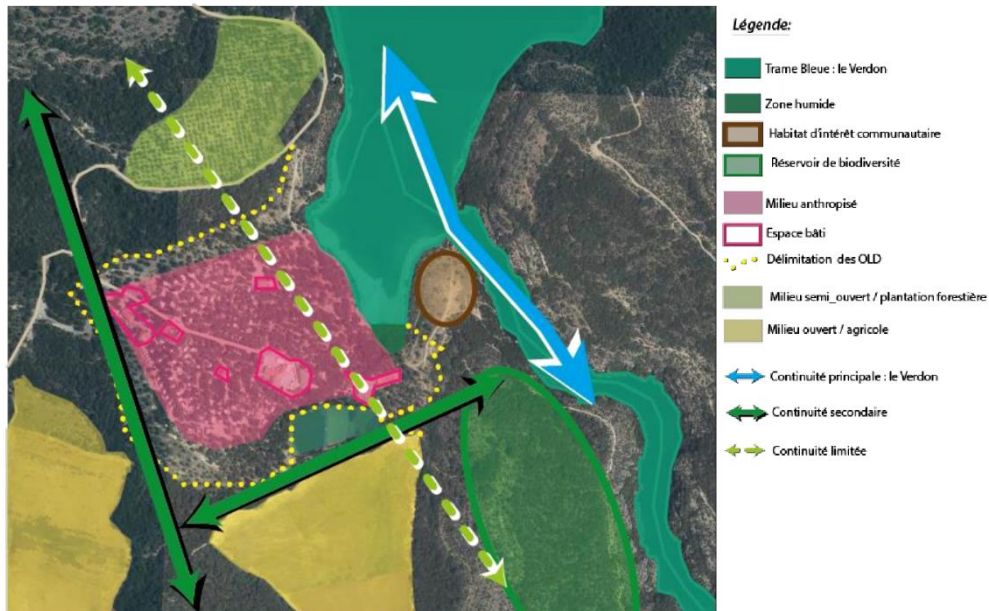 Légende:
Trame Bleue : le Verdon
Zone humide
Habitat d'intérêt communautaire
Réservoir de biodiversité
Milieu anthropisé
Espace bâti
Délimitation des OLD
Milieu semi_ouvert / plantation forestière
Milieu ouvert / agricole
Continuité principale : le Verdon
Continuité secondaire
Continuité limitée